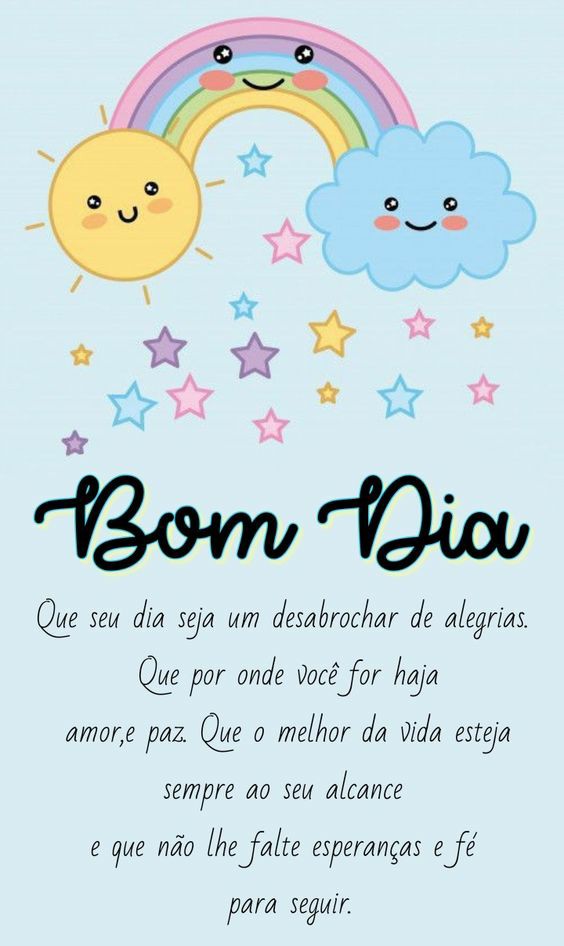 Bom Dia
Que seu dia seja um desabrochar de alegrias.
Que por onde você for haja
amor,e paz. Que o melhor da vida esteja
sempre ao seu alcance
e que não lhe falte esperanças e fé
para seguir.